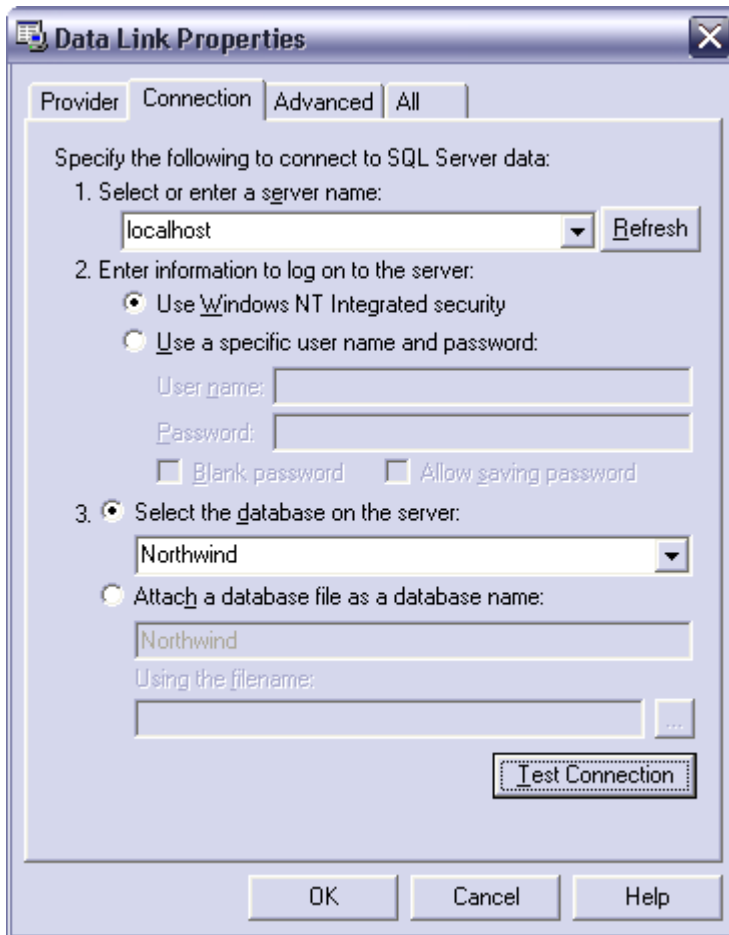 Data Link Properties
Provider Connection Advanced All
Specify the following to connect to SQL Server data:
1. Select or enter a server name:
localhost Refresh
2. Enter information to log on to the server:
Use Windows NT Integrated security
Use a specific user name and password:
User name:
Password:
Blank password Allow saving password
3. Select the database on the server:
Northwind
Attach a database file as a database name:
Northwind
Using the filename:
...
Test Connection
OK Cancel Help